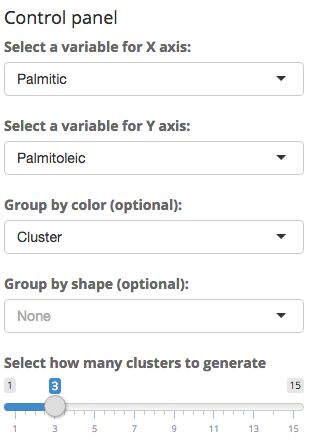 Control panel
Select a variable for X axis:
Palmitic
Select a variable for Y axis:
Palmitoleic
Group by color (optional):
Cluster
Group by shape (optional):
None
Select how many clusters to generate
1 3 15
1 3 5 7 9 11 13 15